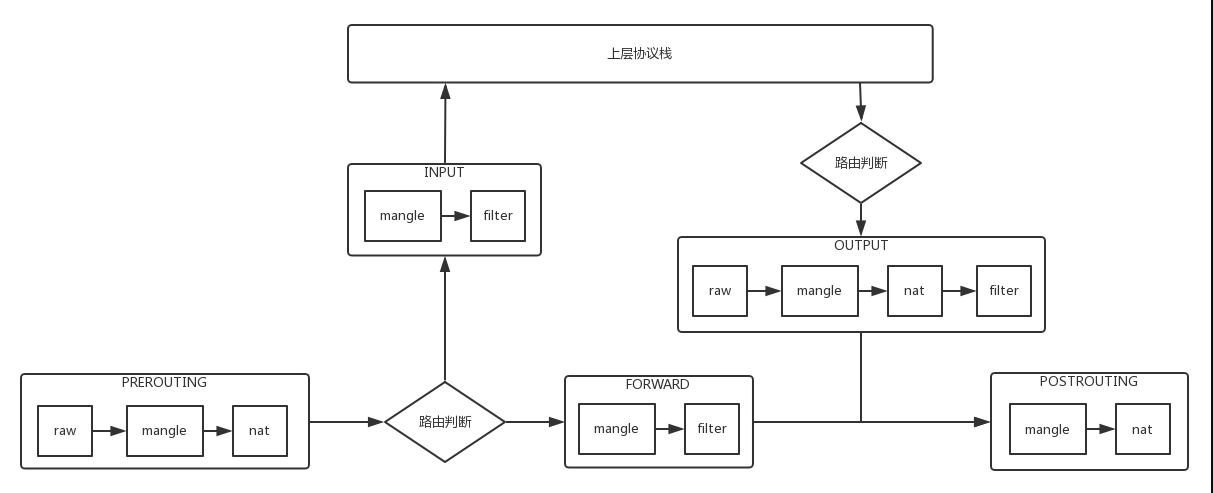 上层协议栈
路由判断
INPUT
mangle
filter
OUTPUT
raw
mangle
nat
filter
PREROUTING
raw
mangle
nat
路由判断
FORWARD
mangle
filter
POSTROUTING
mangle
nat